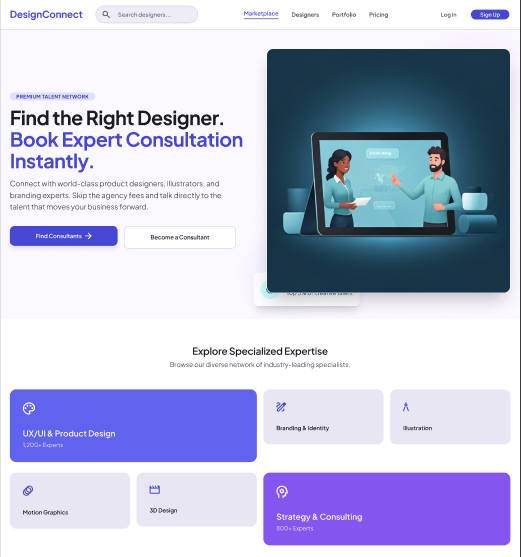 DesignConnect
Search designers...
Marketplace
Designers
Portfolio
Pricing
Log In
Sign Up
PREMIUM TALENT NETWORK
Find the Right Designer.
Book Expert Consultation
Instantly.
Connect with world-class product designers, illustrators, and
branding experts. Skip the agency fees and talk directly to the
talent that moves your business forward.
Find Consultants
Become a Consultant
Explore Specialized Expertise
Browse our diverse network of industry-leading specialists.
UX/UI & Product Design
1,200+ Experts
Branding & Identity
Illustration
Motion Graphics
3D Design
Strategy & Consulting
800+ Experts